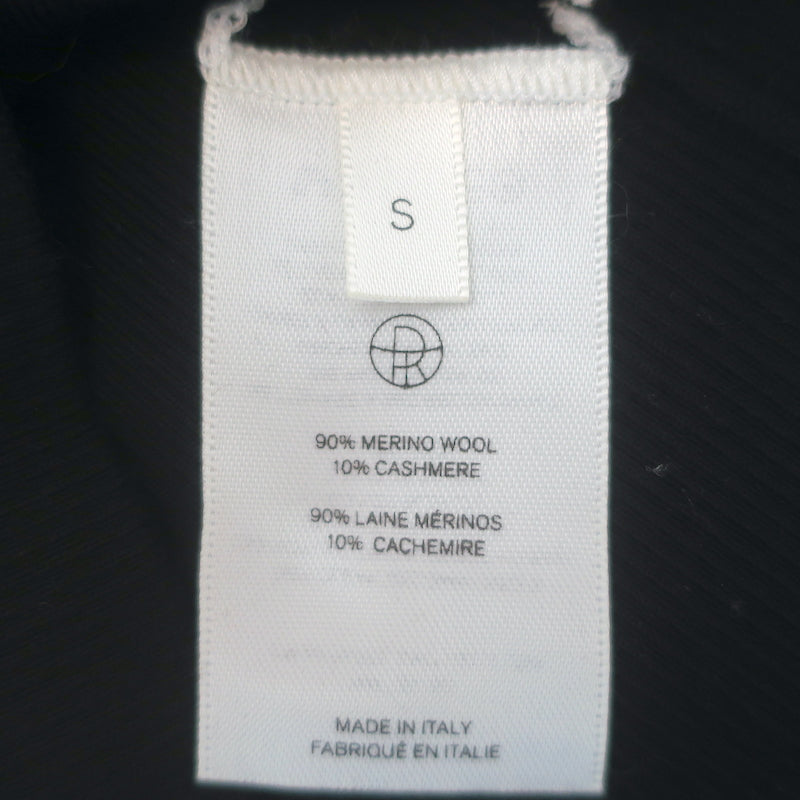 S
R
90% MERINO WOOL
10% CASHMERE
90% LAINE MÉRINOS
10% CACHEMIRE
MADE IN ITALY
FABRIQUÉ EN ITALIE